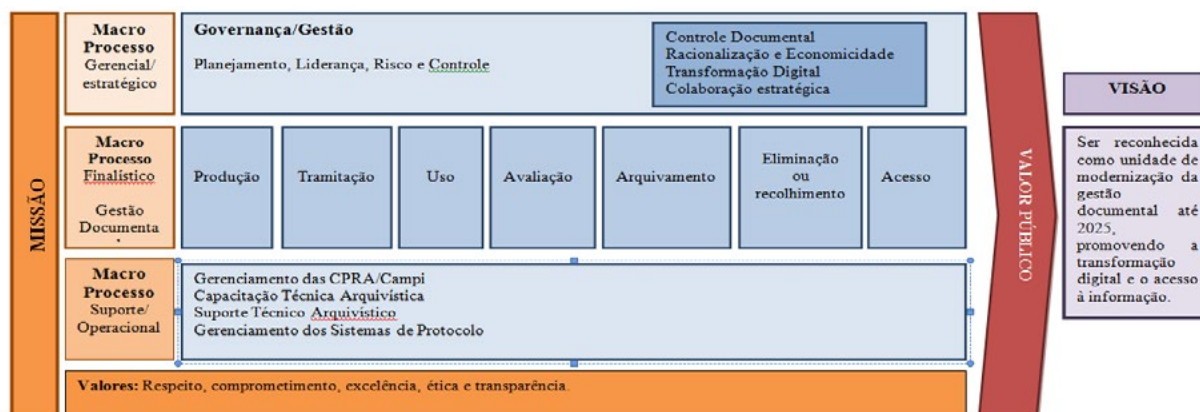 MISSÃO
Macro
Processo
Gerencial/
estratégico
Governança/Gestão
Planejamento, Liderança, Risco e Controle
Controle Documental
Racionalização e Economicidade
Transformação Digital
Colaboração estratégica
Macro
Processo
Finalístico
Gestão
Documenta
Produção
Tramitação
Uso
Avaliação
Arquivamento
Eliminação
ou
recolhimento
Acesso
Macro
Processo
Suporte/
Operacional
Gerenciamento das CPRA/Campi
Capacitação Técnica Arquivística
Suporte Técnico Arquivístico
Gerenciamento dos Sistemas de Protocolo
Valores: Respeito, comprometimento, excelência, ética e transparência.
VALOR PÚBLICO
VISÃO
Ser reconhecida
como unidade de
modernização da
gestão
documental até
2025,
promovendo a
transformação
digital e o acesso
à informação.